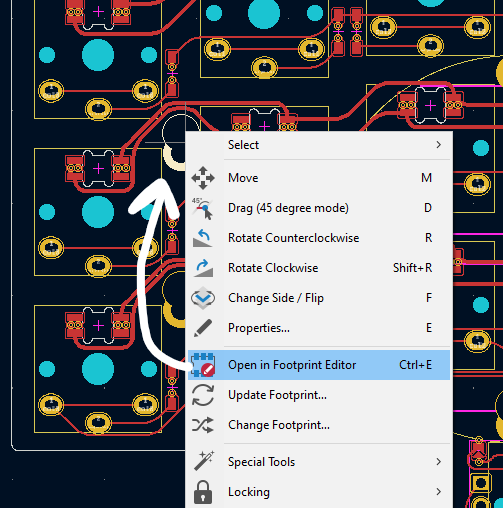 Select
Move M
Drag (45 degree mode) D
Rotate Counterclockwise R
Rotate Clockwise Shift+R
Change Side / Flip F
Properties... E
Open in Footprint Editor Ctrl+E
Update Footprint...
Change Footprint...
Special Tools
Locking